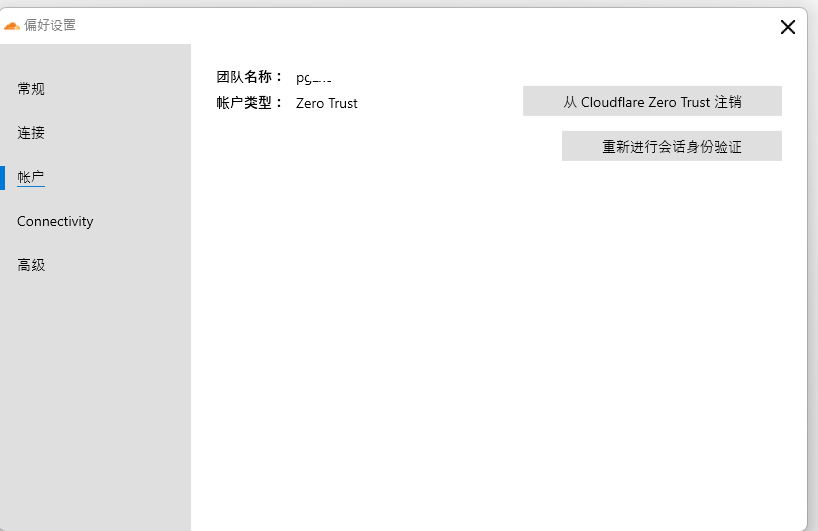 偏好设置
常规
连接
帐户
Connectivity
高级
团队名称：
帐户类型： Zero Trust
从 Cloudflare Zero Trust 注销
重新进行会话身份验证